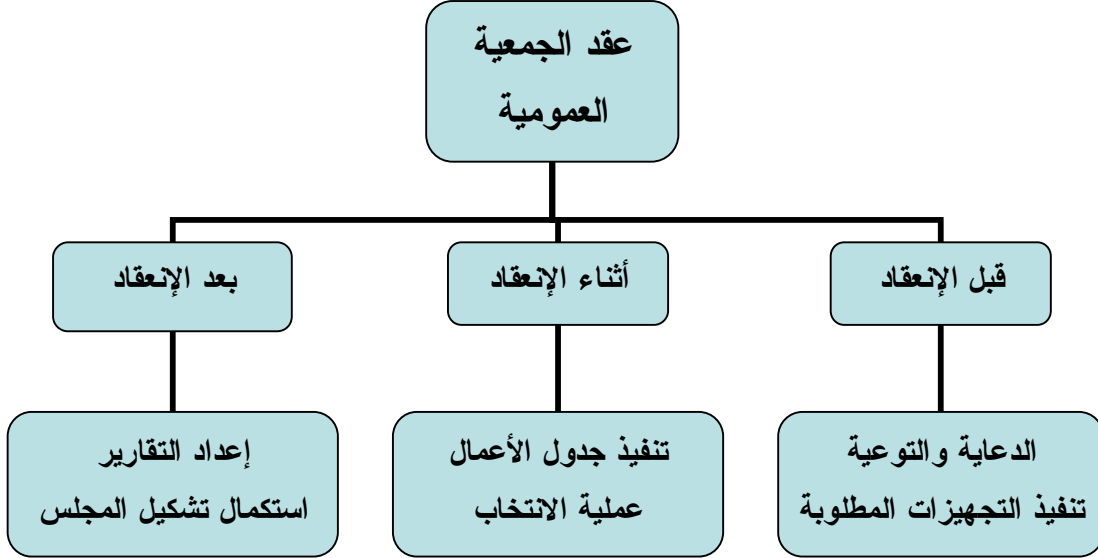 عقد الجمعية
العمومية
قبل الإنعقاد
أثناء الإنعقاد
بعد الإنعقاد
الدعاية والتوعية
تنفيذ التجهيزات المطلوبة
تنفيذ جدول الأعمال
عملية الانتخاب
إعداد التقارير
استكمال تشكيل المجلس